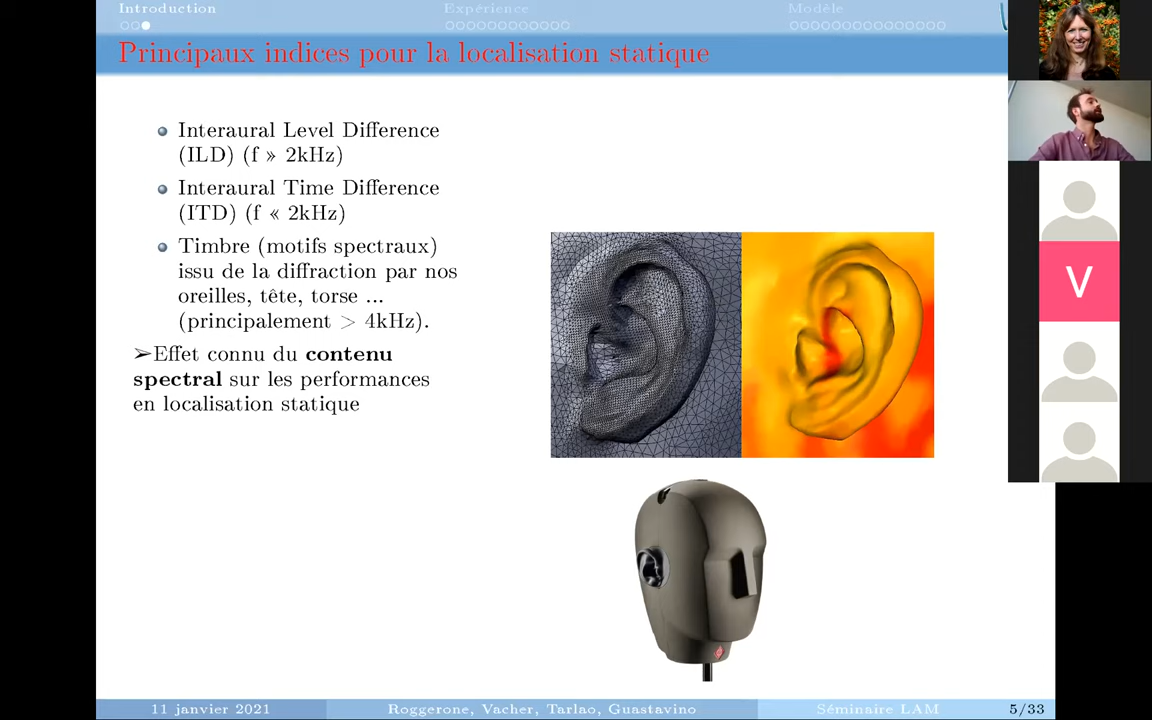 Introduction
Expérience
Modèle
Principaux indices pour la localisation statique
Interaural Level Difference
(ILD) (f » 2kHz)
Interaural Time Difference
(ITD) (f « 2kHz)
Timbre (motifs spectraux)
issu de la diffraction par nos
oreilles, tête, torse ...
(principalement > 4kHz).
➢Effet connu du contenu
spectral sur les performances
en localisation statique
V
11 janvier 2021
Roggerone, Vacher, Tarlao, Guastavino
Séminaire LAM
5/33